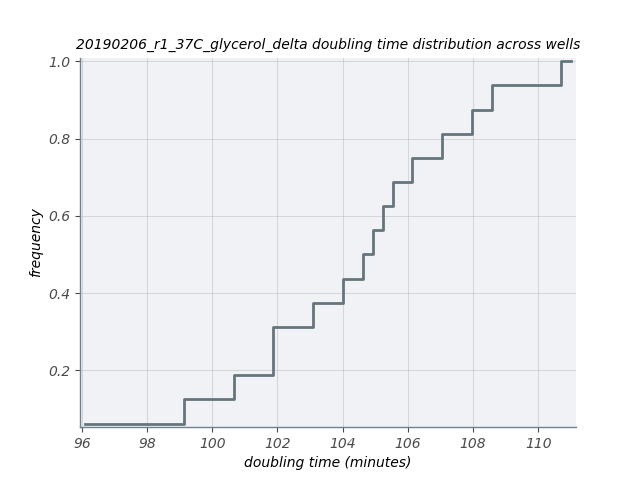 20190206_r1_37C_glycerol_delta doubling time distribution across wells
1.0
0.8
0.6
0.4
0.2
frequency
96 98 100 102 104 106 108 110
doubling time (minutes)